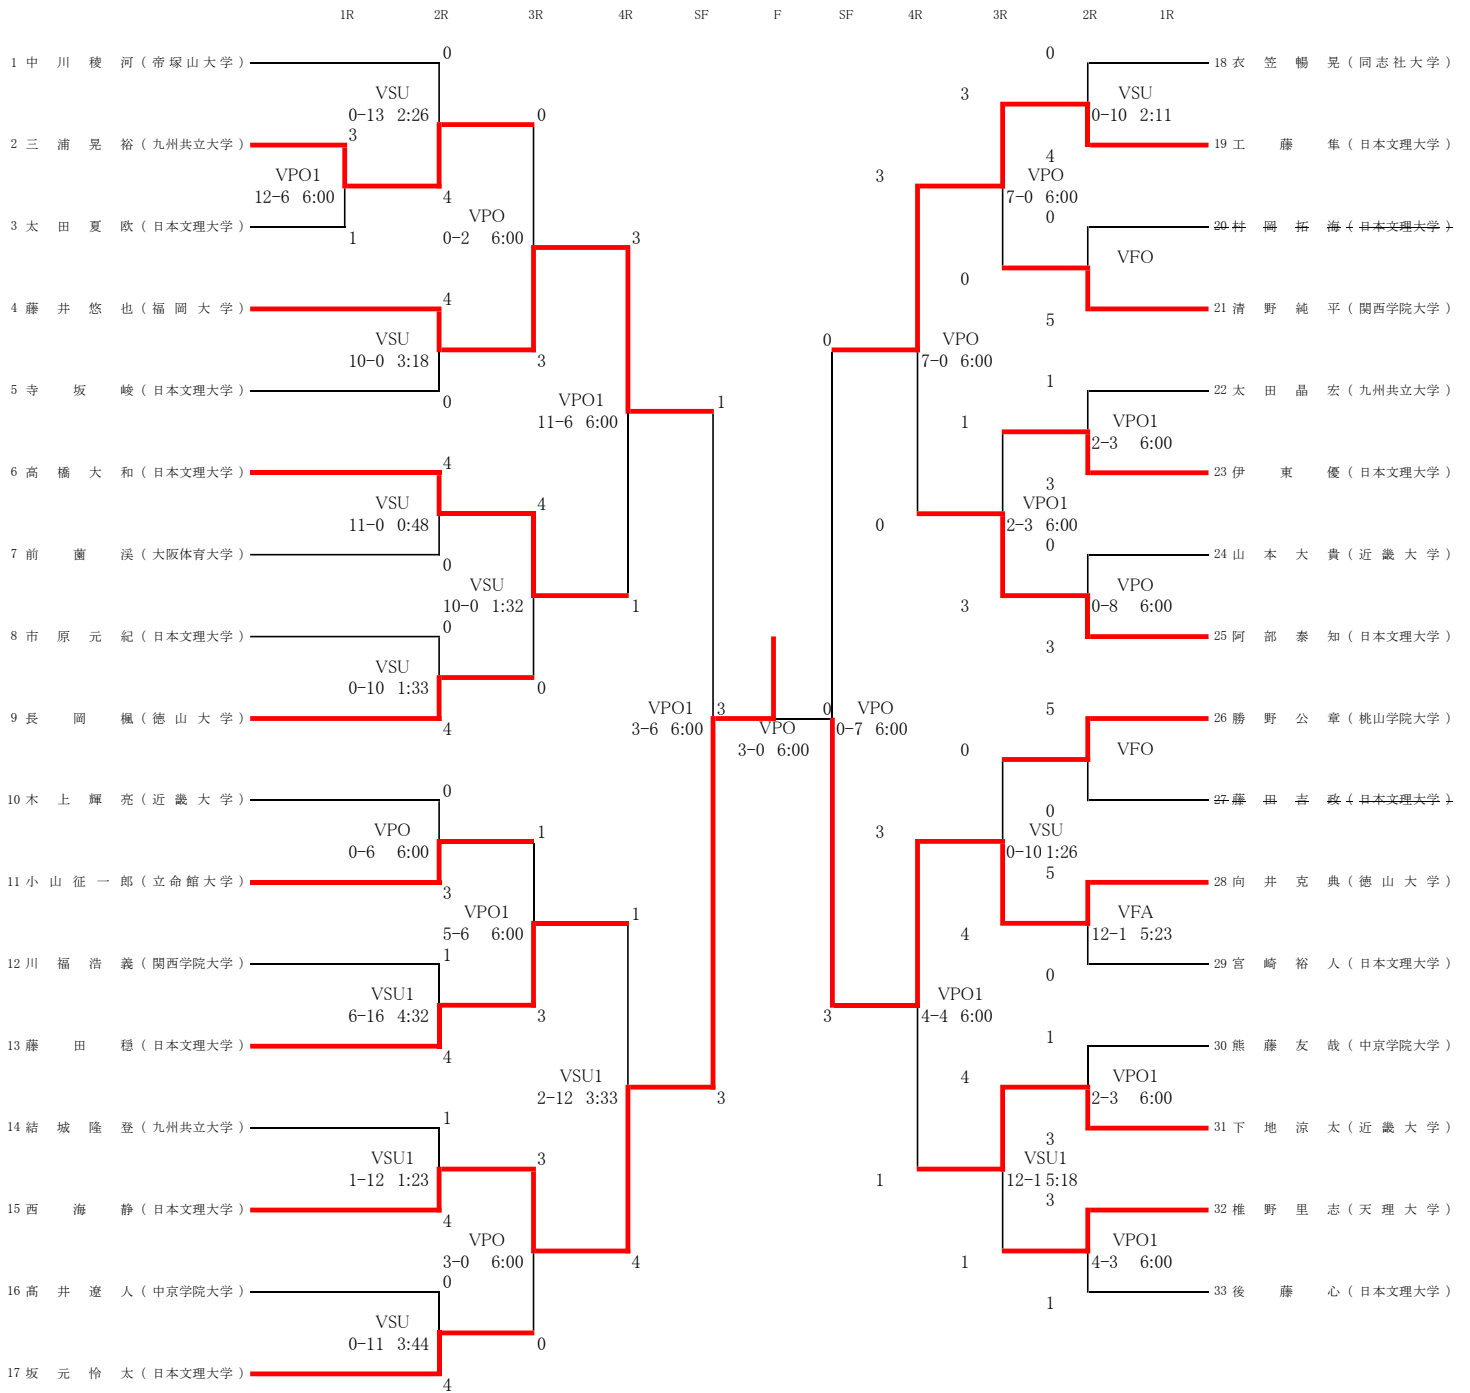 1R 2R 3R 4R SF F SF 4R 3R 2R 1R
0 0
1 中川稜河(帝塚山大学) 18 衣笠暢晃(同志社大学)
VSU 3 VSU
0-13 2:26 0 0-10 2:11
3
2 三浦晃裕(九州共立大学) 19 工藤隼(日本文理大学)
VPO1 3 4 VPO
12-6 6:00 4 7-0 6:00
VPO 0
3 太田夏欧(日本文理大学) 20 村岡拓海(日本文理大学)
1 0-2 6:00 3 VFO
0
4 4 藤井悠也(福岡大学) 5 21 清野純平(関西学院大学)
VSU 0 VPO
10-0 3:18 3 7-0 6:00
5 寺坂峻(日本文理大学) 1 22 太田晶宏(九州共立大学)
0 VPO1 1 VPO1
11-6 6:00 1 2-3 6:00
4
6 高橋大和(日本文理大学) 23 伊東優(日本文理大学)
VSU 4 3 VPO1
11-0 0:48 0 2-3 6:00
0
7 前薗渓(大阪体育大学) 24 山本大貴(近畿大学)
0 VSU VPO
10-0 1:32 1 3 0-8 6:00
0
8 市原元紀(日本文理大学) 3 25 阿部泰知(日本文理大学)
VSU
0-10 1:33 0
VPO1 3 0 VPO 5
9 長岡楓(徳山大学) 26 勝野公章(桃山学院大学)
4 3-6 6:00 VPO 0-7 6:00
3-0 6:00 0 VFO
0
10 木上輝亮(近畿大学) 27 藤田吉政(日本文理大学)
VPO 1 3 0 VSU
0-6 6:00 0-10 1:26
5
11 小山征一郎(立命館大学) 28 向井克典(徳山大学)
3 VPO1 1 VFA
5-6 6:00 4 12-1 5:23
1
12 川福浩義(関西学院大学) 0 29 宮崎裕人(日本文理大学)
VSU1 VPO1
6-16 4:32 3 3 4-4 6:00
1
13 藤田穏(日本文理大学) 30 熊藤友哉(中京学院大学)
4 VSU1 4 VPO1
2-12 3:33 3 2-3 6:00
1
14 結城隆登(九州共立大学) 3 31 下地涼太(近畿大学)
VSU1 3 VSU1
1-12 1:23 1 12-1 5:18
3
15 西海静(日本文理大学) 32 椎野里志(天理大学)
4 VPO VPO1
3-0 6:00 4 1 4-3 6:00
0
16 髙井遼人(中京学院大学) 1 33 後藤心(日本文理大学)
VSU
0-11 3:44 0
17 坂元怜太(日本文理大学)
4